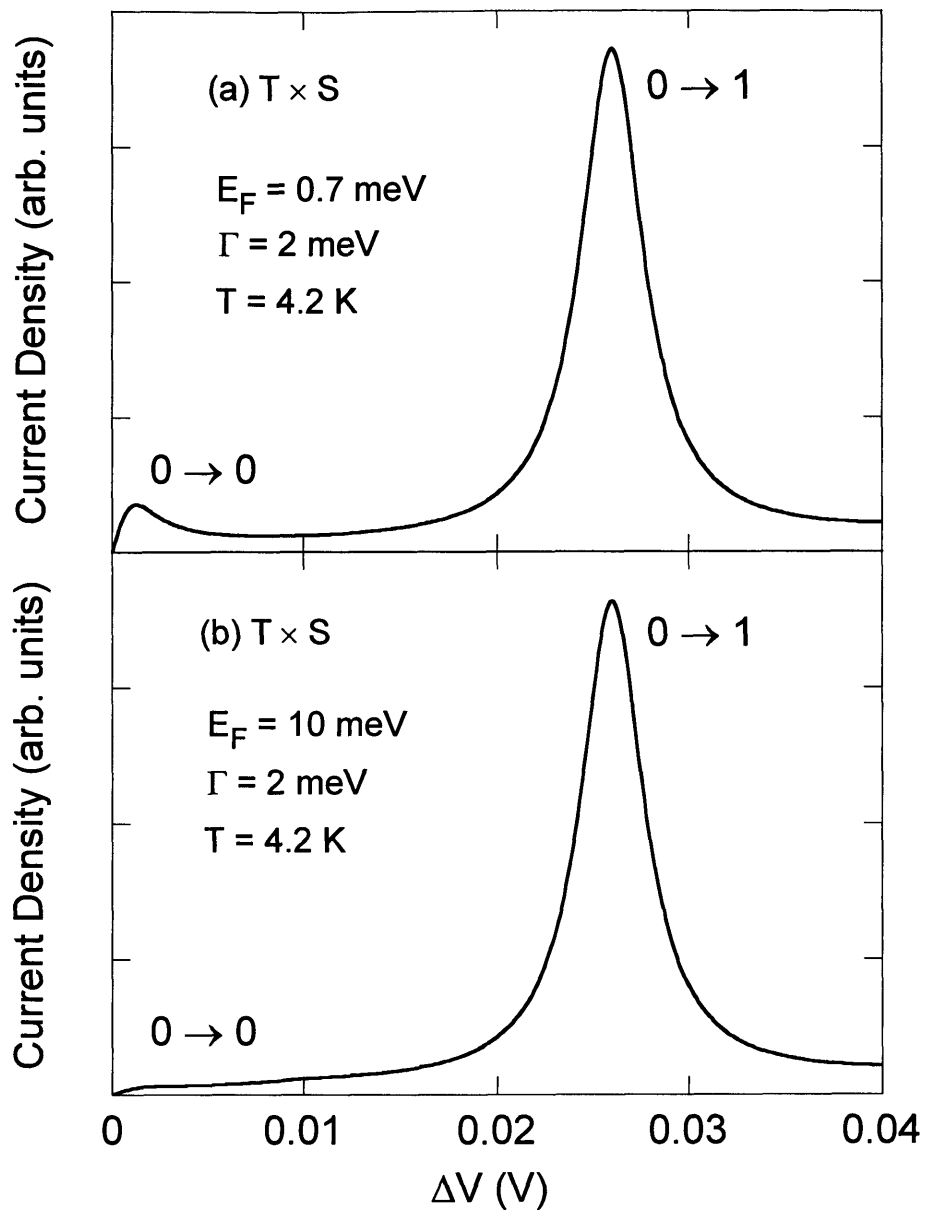 Current Density (arb. units)
(a) T × S
0 → 1
E_F = 0.7 meV
Γ = 2 meV
T = 4.2 K
0 → 0
Current Density (arb. units)
(b) T × S
0 → 1
E_F = 10 meV
Γ = 2 meV
T = 4.2 K
0 → 0
0 0.01 0.02 0.03 0.04
ΔV (V)